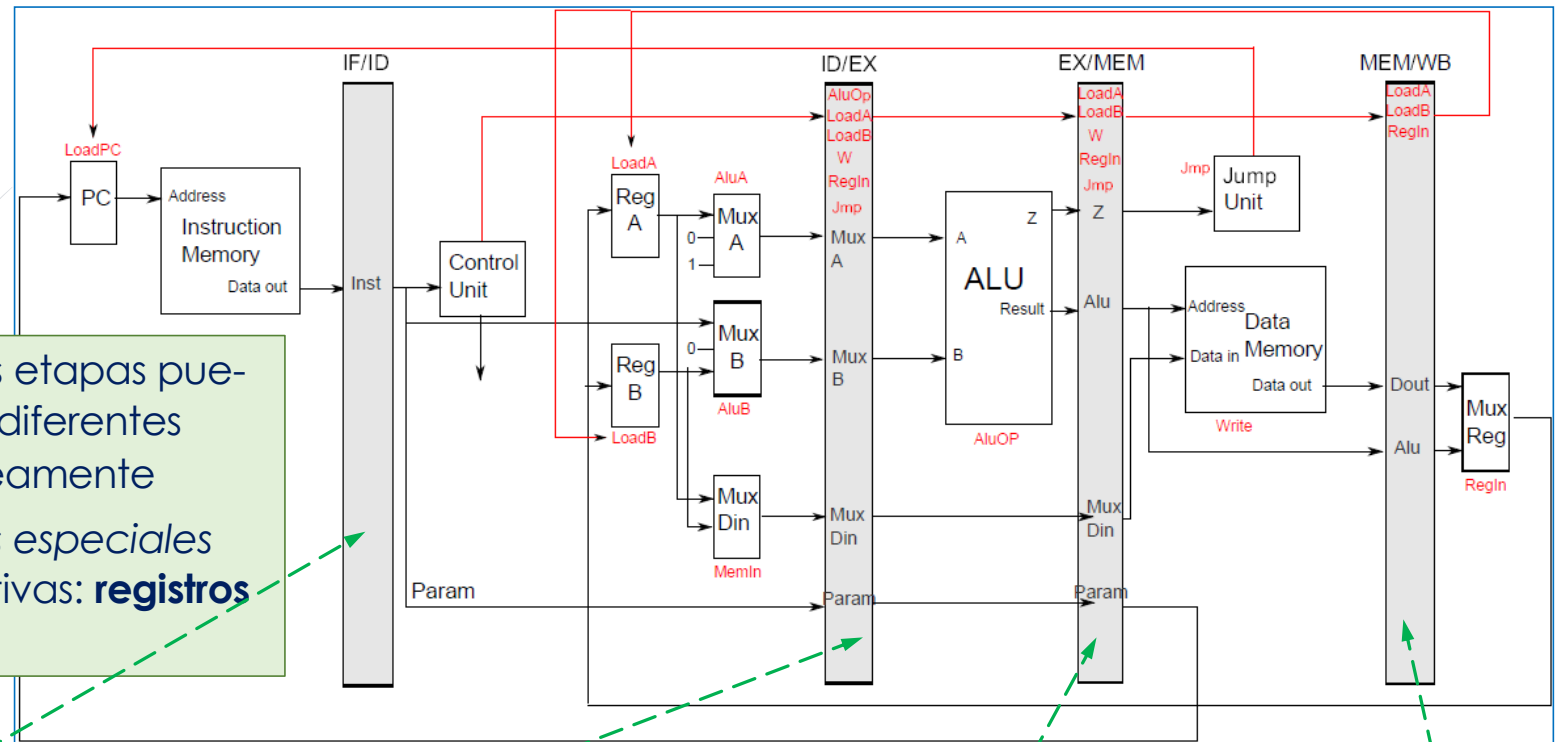 IF/ID
ID/EX
EX/MEM
MEM/WB
LoadPC
PC
Address
Instruction
Memory
Data out
Inst
Control
Unit
Param
LoadA
Reg
A
Reg
B
LoadB
AluA
Mux
A
0
1
Mux
B
0
AluB
Mux
Din
MemIn
AluOp
LoadA
LoadB
W
RegIn
Jmp
Mux
A
Mux
B
Mux
Din
Param
A
B
Z
ALU
Result
AluOP
LoadA
LoadB
W
RegIn
Jmp
Z
Alu
Mux
Din
Param
Jmp
Jump
Unit
Address
Data
Memory
Data in
Data out
Write
LoadA
LoadB
RegIn
Dout
Alu
Mux
Reg
RegIn
s etapas pue-
diferentes
eamente
s especiales
tivas: registros